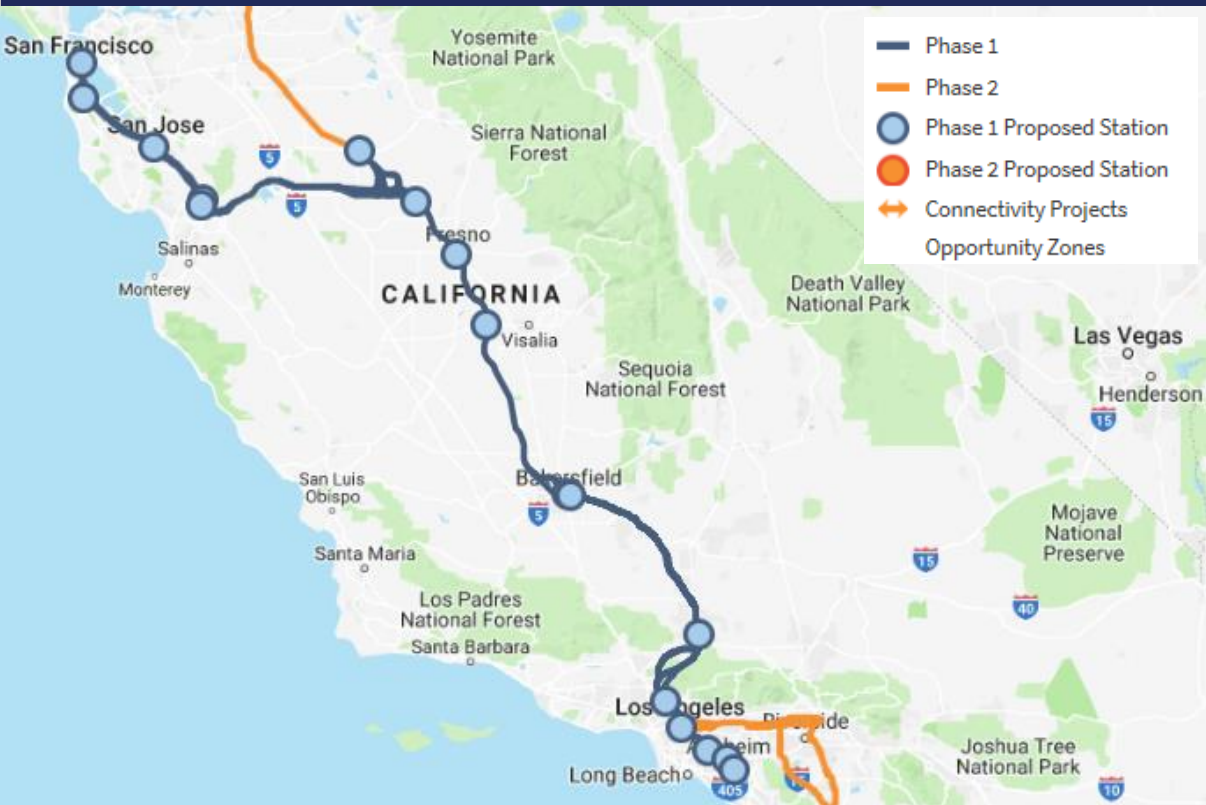 San Francisco
Yosemite
National Park
Phase 1
Phase 2
Phase 1 Proposed Station
Phase 2 Proposed Station
Connectivity Projects
Opportunity Zones
San Jose
Sierra National
Forest
5
5
Salinas
Monterey
Fresno
CALIFORNIA
Visalia
Death Valley
National Park
Las Vegas
Henderson
15
Sequoia
National Forest
San Luis
Obispo
Bakersfield
5
Mojave
National
Preserve
15
40
Santa Maria
Los Padres
National Forest
Santa Barbara
Los Angeles
Riverside
Anaheim
Long Beach
405
Joshua Tree
National Park
10